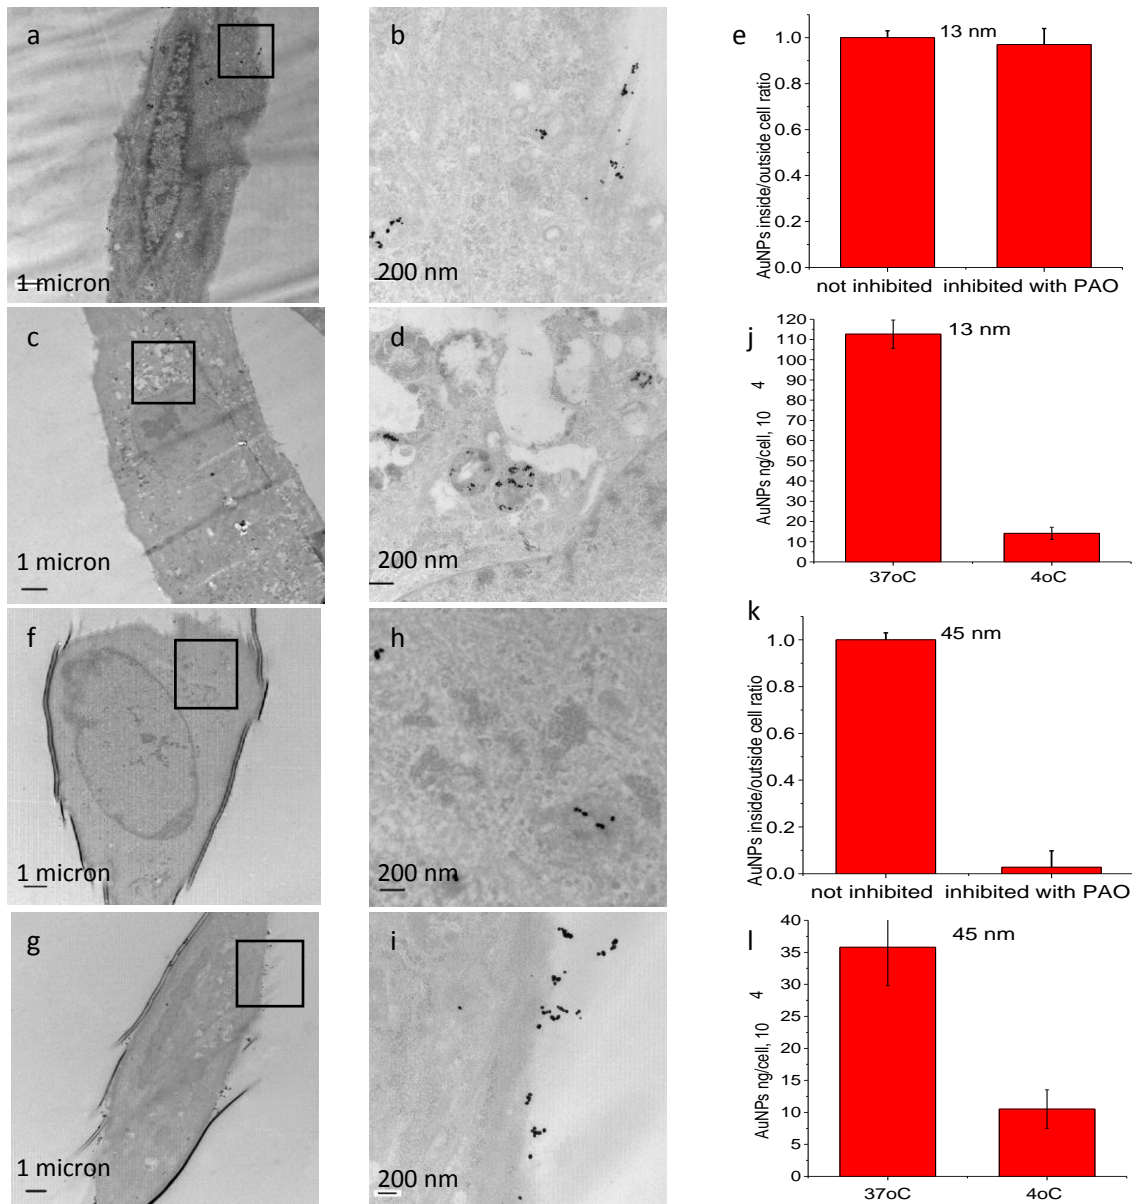 a
1 micron
b
200 nm
e
13 nm
AuNPs inside/outside cell ratio
1.0
0.8
0.6
0.4
0.2
0.0
not inhibited
inhibited with PAO
c
1 micron
d
200 nm
j
13 nm
AuNPs ng/cell, 10
4
120
110
100
90
80
70
60
50
40
30
20
10
0
37oC
4oC
f
1 micron
h
200 nm
k
45 nm
AuNPs inside/outside cell ratio
1.0
0.8
0.6
0.4
0.2
0.0
not inhibited
inhibited with PAO
g
1 micron
i
200 nm
l
45 nm
AuNPs ng/cell, 10
4
40
35
30
25
20
15
10
5
0
37oC
4oC